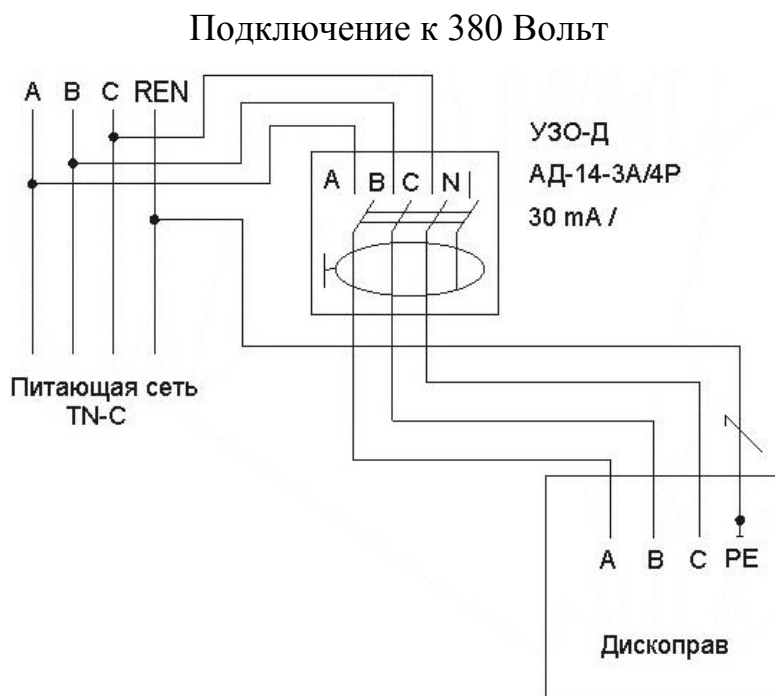 Подключение к 380 Вольт
A B C REN
УЗО-Д
АД-14-3А/4Р
30 mA /
A B C N
Питающая сеть
TN-C
A B C PE
Дископрав